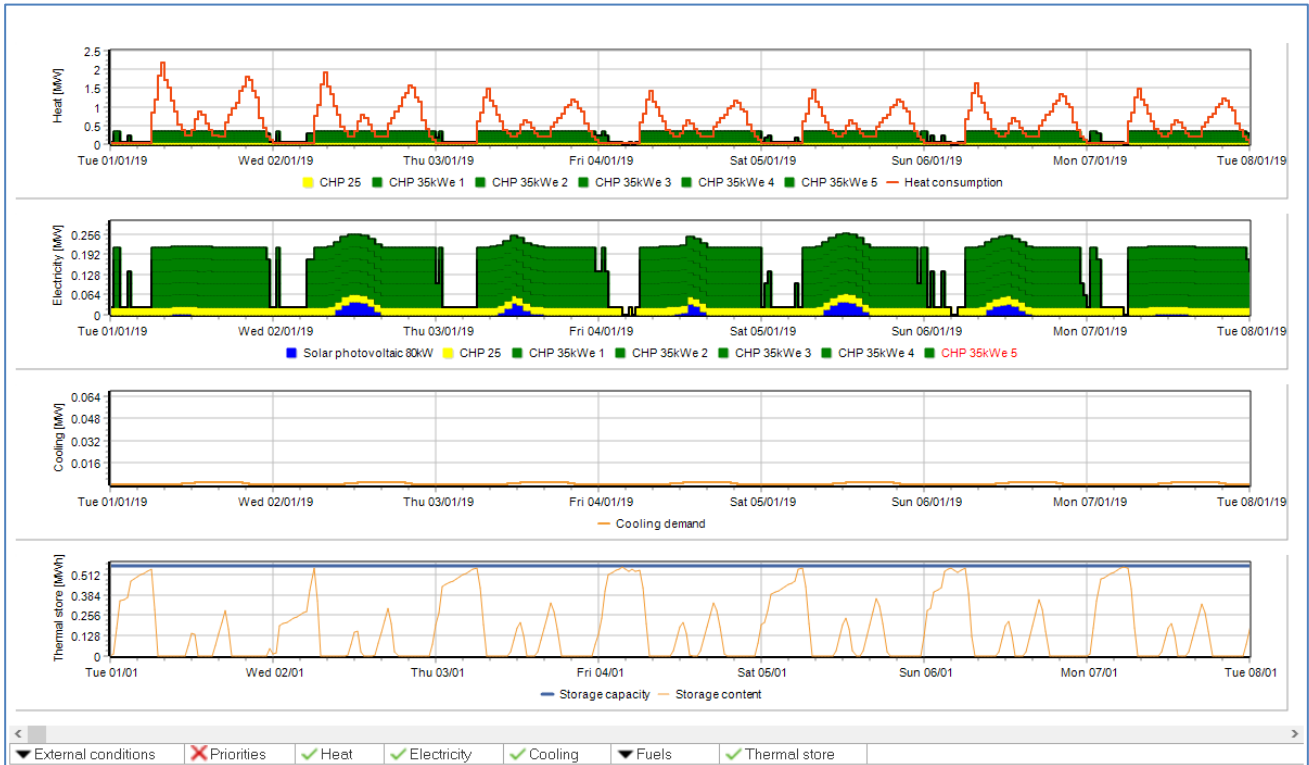 Heat [MW]
2.5
2
1.5
1
0.5
0
Tue 01/01/19 Wed 02/01/19 Thu 03/01/19 Fri 04/01/19 Sat 05/01/19 Sun 06/01/19 Mon 07/01/19 Tue 08/01/19
CHP 25 CHP 35kWe 1 CHP 35kWe 2 CHP 35kWe 3 CHP 35kWe 4 CHP 35kWe 5 Heat consumption
Electricity [MW]
0.256
0.192
0.128
0.064
0
Tue 01/01/19 Wed 02/01/19 Thu 03/01/19 Fri 04/01/19 Sat 05/01/19 Sun 06/01/19 Mon 07/01/19 Tue 08/01/19
Solar photovoltaic 80kW CHP 25 CHP 35kWe 1 CHP 35kWe 2 CHP 35kWe 3 CHP 35kWe 4 CHP 35kWe 5
Cooling [MW]
0.064
0.048
0.032
0.016
Tue 01/01/19 Wed 02/01/19 Thu 03/01/19 Fri 04/01/19 Sat 05/01/19 Sun 06/01/19 Mon 07/01/19 Tue 08/01/19
Cooling demand
Thermal store [MWh]
0.512
0.384
0.256
0.128
0
Tue 01/01 Wed 02/01 Thu 03/01 Fri 04/01 Sat 05/01 Sun 06/01 Mon 07/01 Tue 08/01
Storage capacity Storage content
External conditions Priorities Heat Electricity Cooling Fuels Thermal store